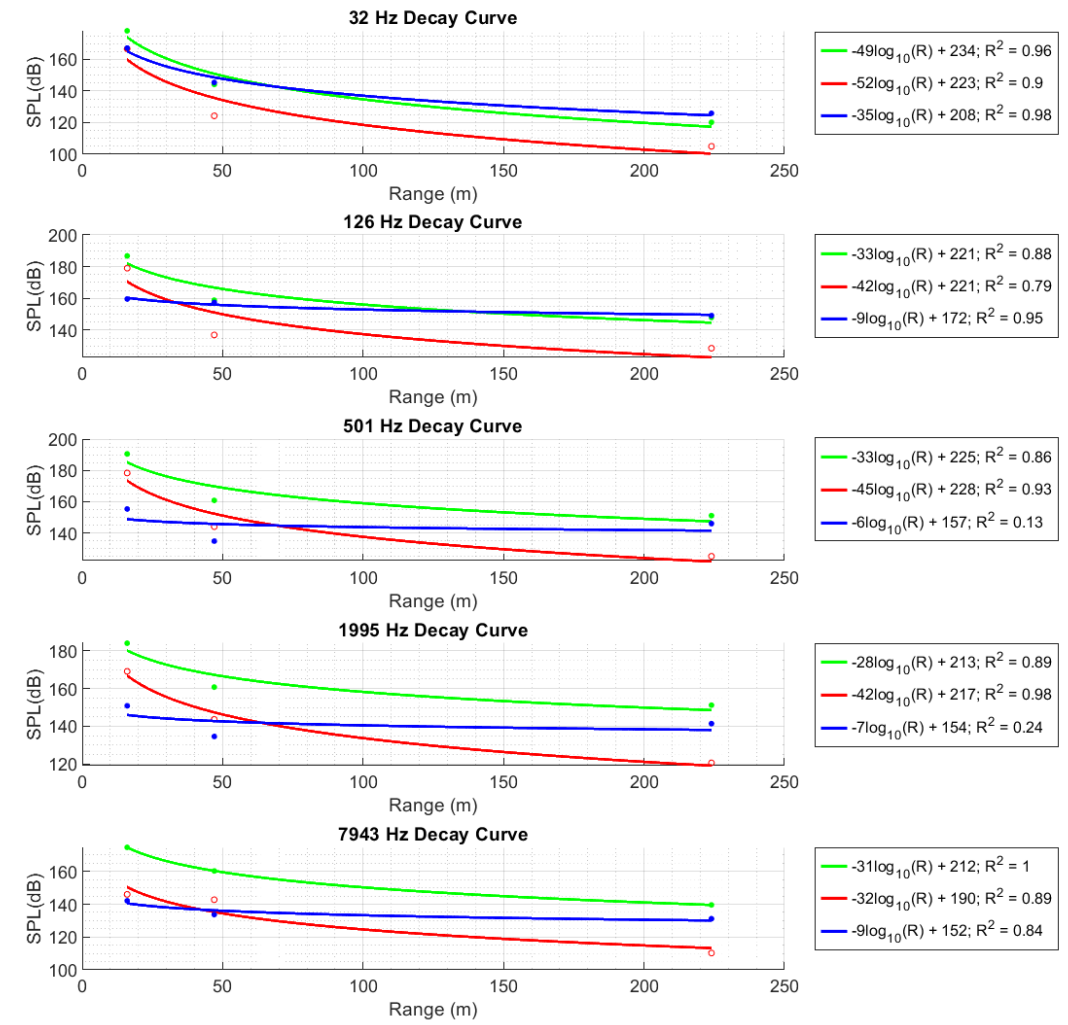 32 Hz Decay Curve
160
140
120
100
SPL(dB)
0 50 100 150 200 250
Range (m)
-49log10(R) + 234; R2 = 0.96
-52log10(R) + 223; R2 = 0.9
-35log10(R) + 208; R2 = 0.98
126 Hz Decay Curve
200
180
160
140
SPL(dB)
0 50 100 150 200 250
Range (m)
-33log10(R) + 221; R2 = 0.88
-42log10(R) + 221; R2 = 0.79
-9log10(R) + 172; R2 = 0.95
501 Hz Decay Curve
200
180
160
140
SPL(dB)
0 50 100 150 200 250
Range (m)
-33log10(R) + 225; R2 = 0.86
-45log10(R) + 228; R2 = 0.93
-6log10(R) + 157; R2 = 0.13
1995 Hz Decay Curve
180
160
140
120
SPL(dB)
0 50 100 150 200 250
Range (m)
-28log10(R) + 213; R2 = 0.89
-42log10(R) + 217; R2 = 0.98
-7log10(R) + 154; R2 = 0.24
7943 Hz Decay Curve
160
140
120
100
SPL(dB)
0 50 100 150 200 250
Range (m)
-31log10(R) + 212; R2 = 1
-32log10(R) + 190; R2 = 0.89
-9log10(R) + 152; R2 = 0.84